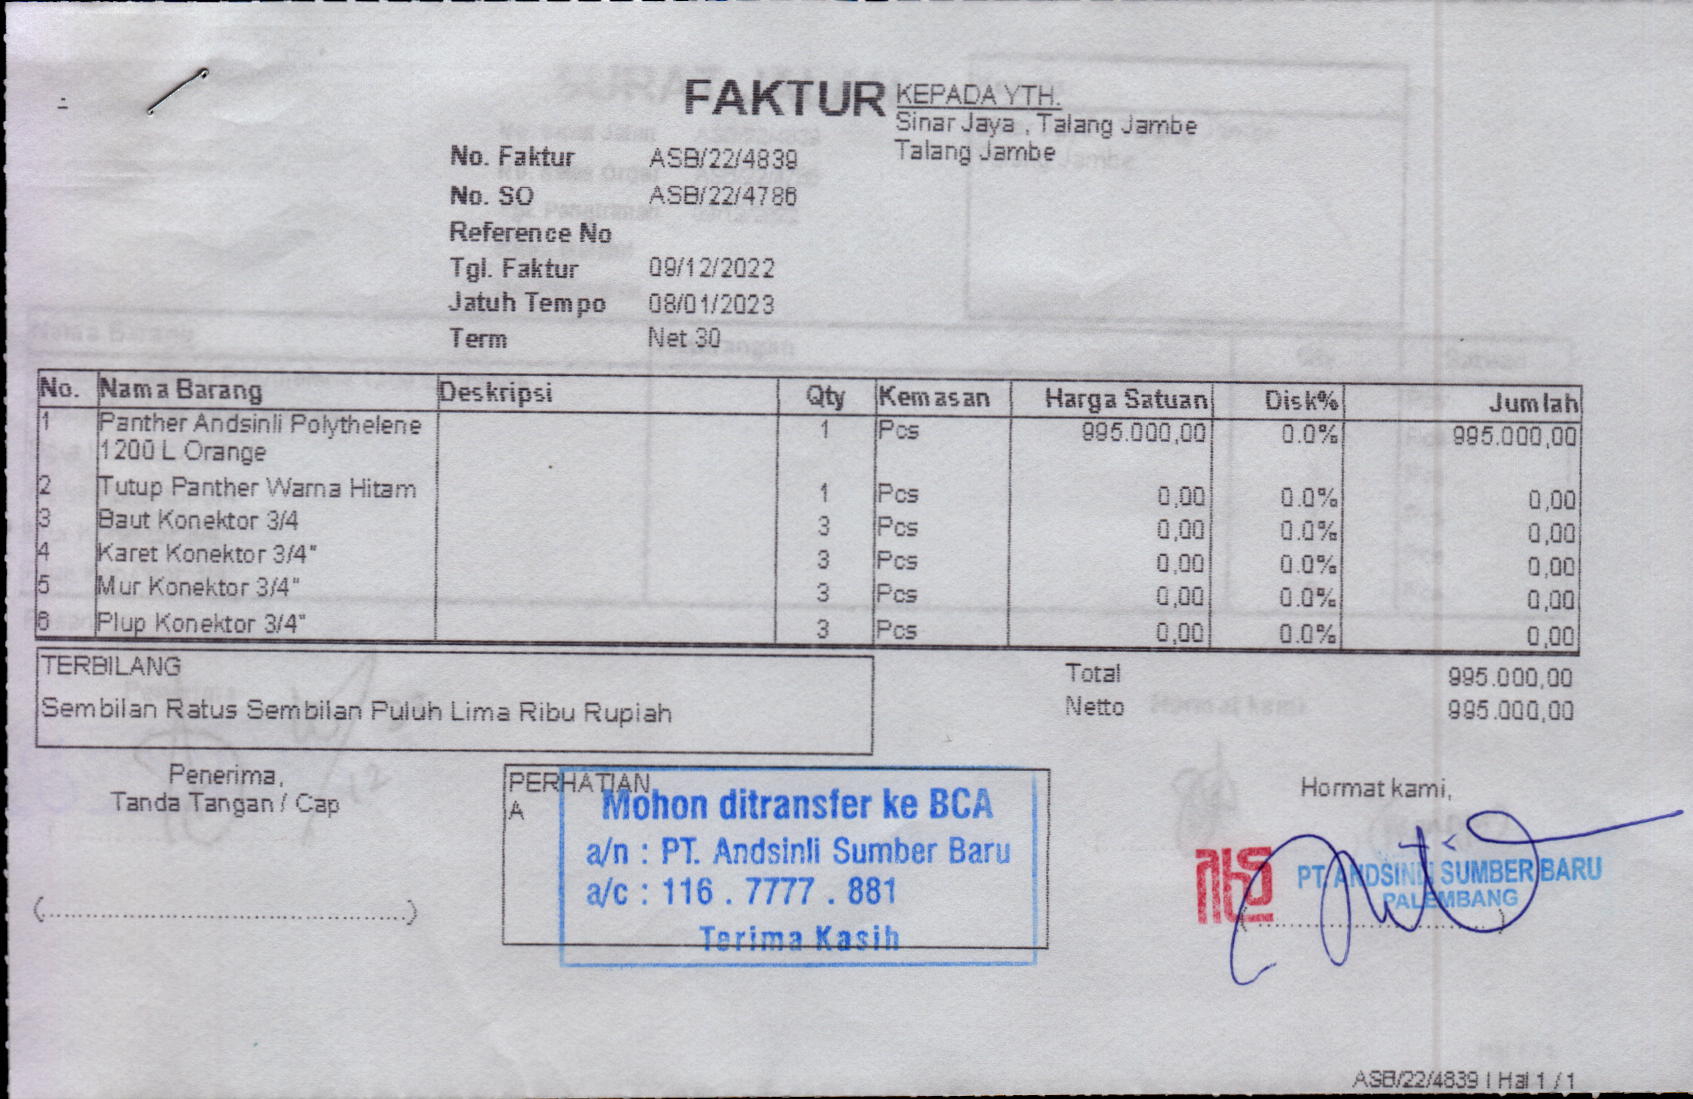 FAKTUR
KEPADA YTH.
Sinar Jaya , Talang Jambe
Talang Jambe
No. Faktur ASB/22/4839
No. SO ASB/22/4786
Reference No
Tgl. Faktur 09/12/2022
Jatuh Tempo 08/01/2023
Term Net 30
No. Nama Barang Deskripsi Qty Kemasan Harga Satuan Disk% Jumlah
1 Panther Andsinli Polythelene 1 Pcs 995.000,00 0.0% 995.000,00
1200 L Orange
2 Tutup Panther Warna Hitam 1 Pcs 0,00 0.0% 0,00
3 Baut Konektor 3/4 3 Pcs 0,00 0.0% 0,00
4 Karet Konektor 3/4" 3 Pcs 0,00 0.0% 0,00
5 Mur Konektor 3/4" 3 Pcs 0,00 0.0% 0,00
6 Plup Konektor 3/4" 3 Pcs 0,00 0.0% 0,00
TERBILANG
Sembilan Ratus Sembilan Puluh Lima Ribu Rupiah
Total 995.000,00
Netto 995.000,00
Penerima,
Tanda Tangan / Cap
(........................................)
PERHATIAN
A
Mohon ditransfer ke BCA
a/n : PT. Andsinli Sumber Baru
a/c : 116 . 7777 . 881
Terima Kasih
Hormat kami,
PT. ANDSINLI SUMBER BARU
PALEMBANG
ASB/22/4839 | Hal 1 / 1